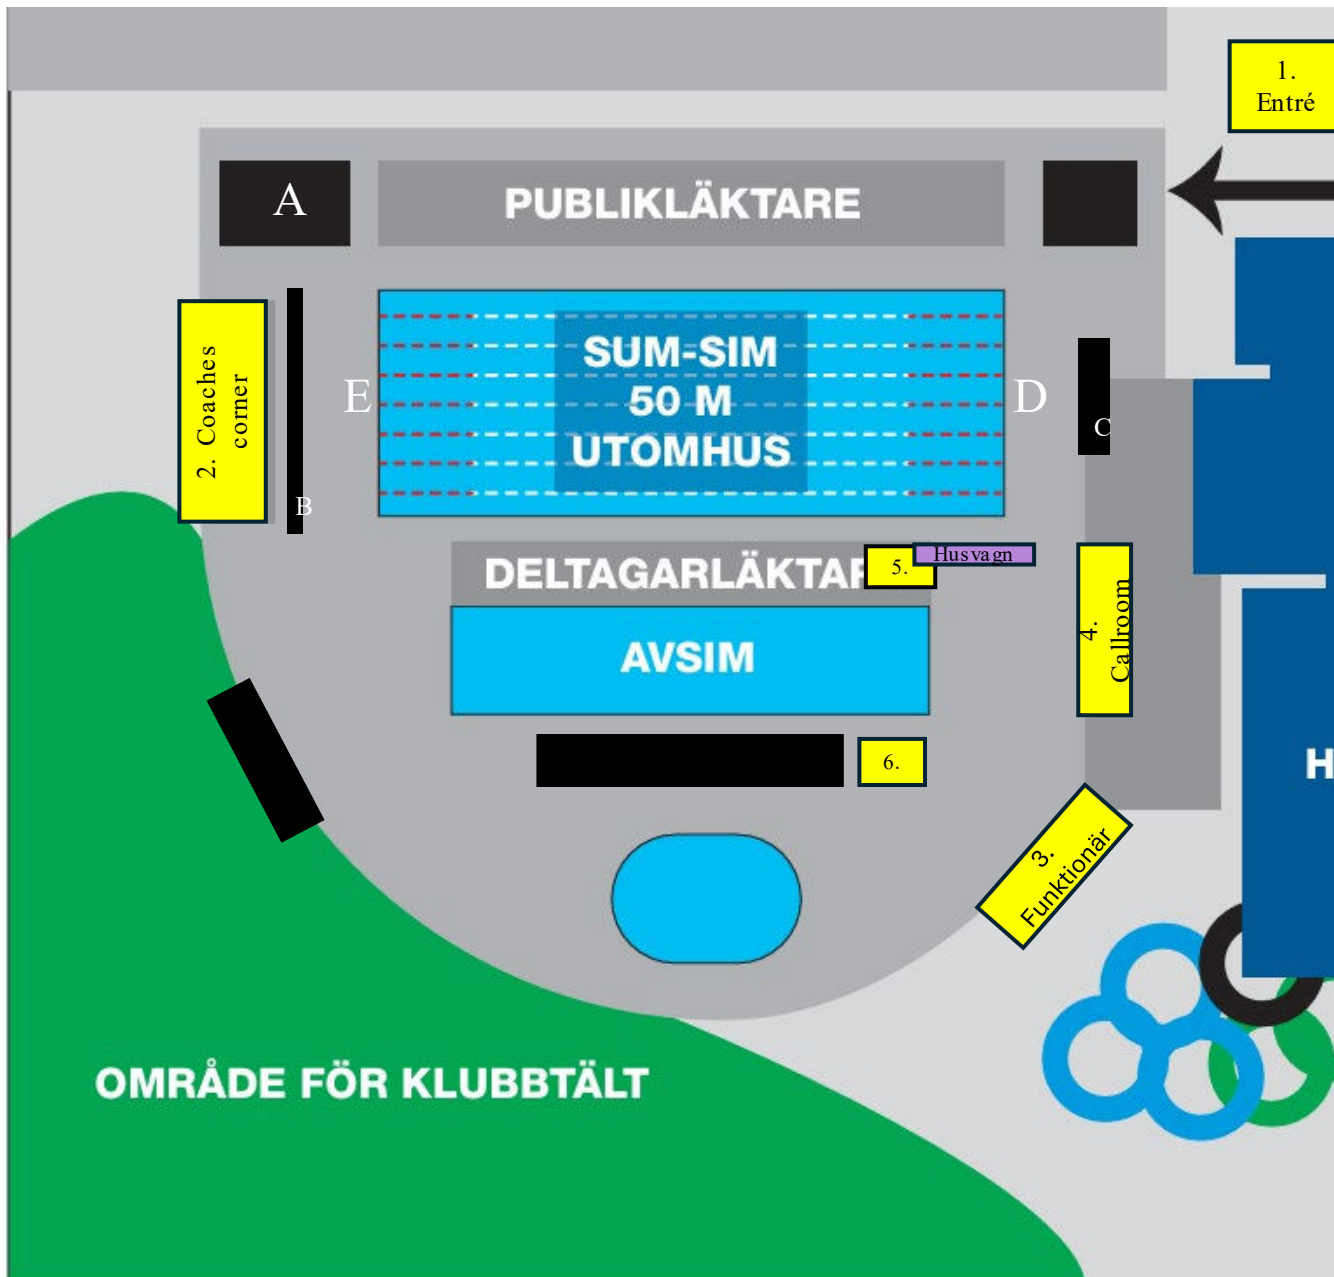 1.
Entré
A
PUBLIKLÄKTARE
2. Coaches
corner
B
E
SUM-SIM
50 M
UTOMHUS
D
C
DELTAGARLÄKTAR
5.
Husvagn
AVSIM
4.
Callroom
6.
H
3.
Funktionär
OMRÅDE FÖR KLUBBTÄLT